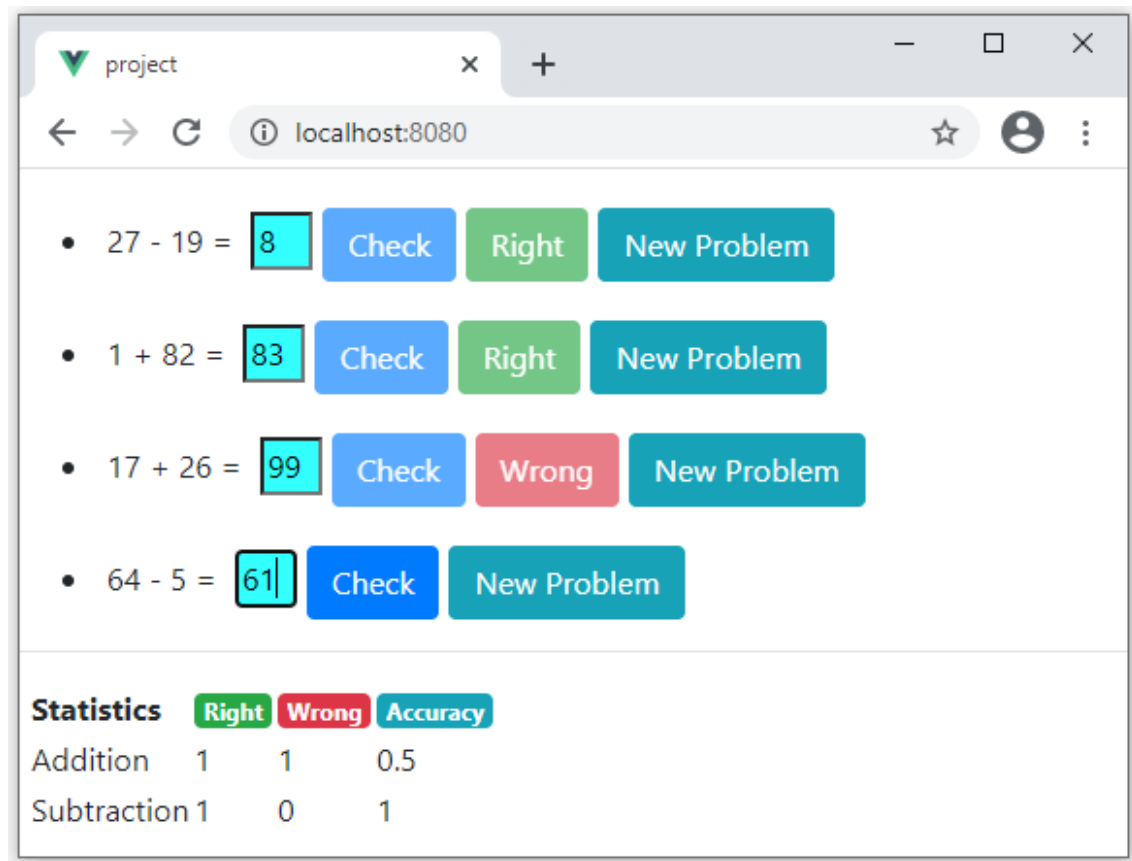 project
localhost:8080
• 27 - 19 = 8 Check Right New Problem
• 1 + 82 = 83 Check Right New Problem
• 17 + 26 = 99 Check Wrong New Problem
• 64 - 5 = 61 Check New Problem
Statistics Right Wrong Accuracy
Addition 1 1 0.5
Subtraction 1 0 1